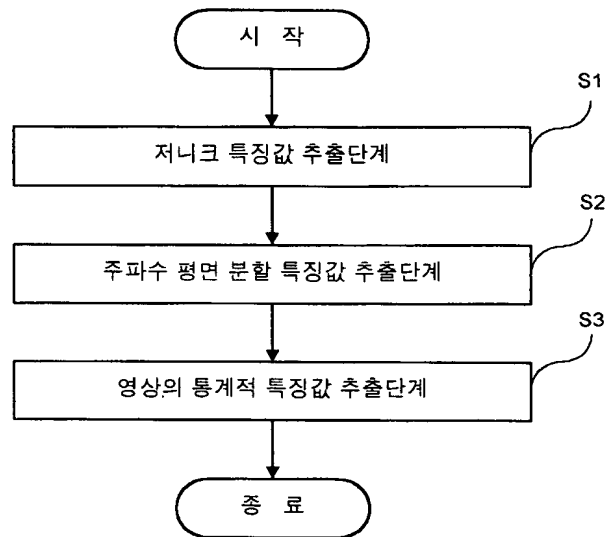 시 작
S1
저니크 특징값 추출단계
S2
주파수 평면 분할 특징값 추출단계
S3
영상의 통계적 특징값 추출단계
종 료